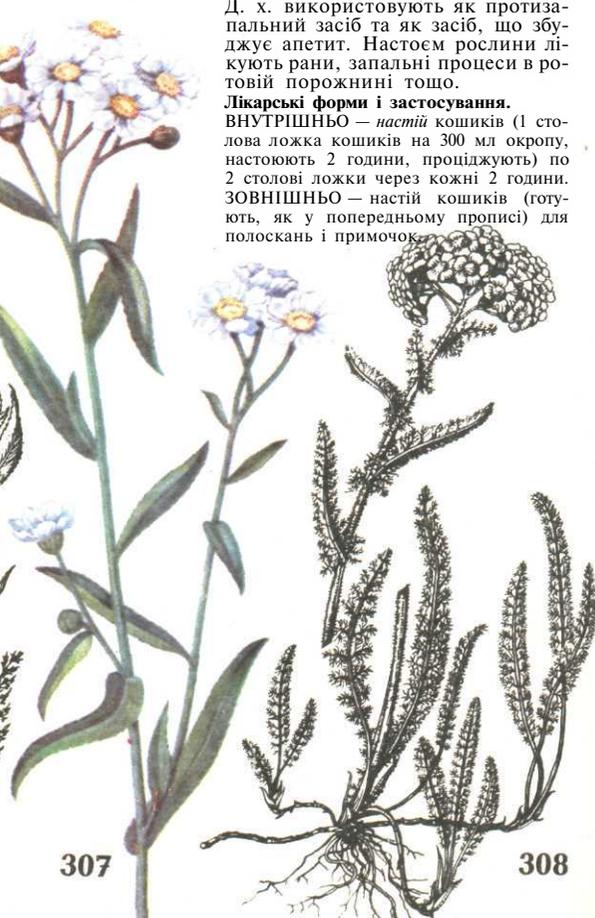 Д. х. використовують як протиза-
пальний засіб та як засіб, що збу-
джує апетит. Настоєм рослини лі-
кують рани, запальні процеси в ро-
товій порожнині тощо.
Лікарські форми і застосування.
ВНУТРІШНЬО — настій кошиків (1 сто-
лова ложка кошиків на 300 мл окропу,
настоюють 2 години, проціджують) по
2 столові ложки через кожні 2 години.
ЗОВНІШНЬО — настій кошиків (готу-
ють, як у попередньому прописі) для
полоскань і примочок.
307
308